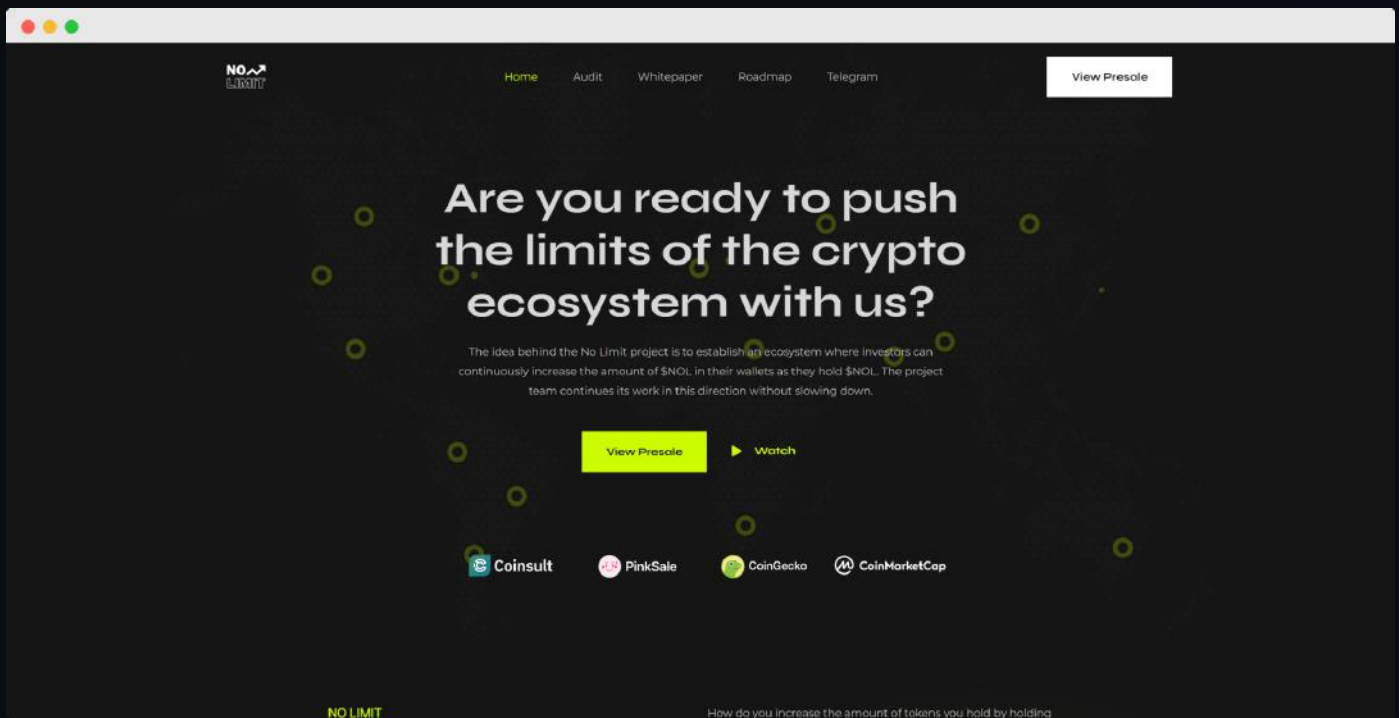 NO
LIMIT
Home Audit Whitepaper Roadmap Telegram
View Presale
Are you ready to push
the limits of the crypto
ecosystem with us?
The idea behind the No Limit project is to establish an ecosystem where investors can
continuously increase the amount of $NOL in their wallets as they hold $NOL. The project
team continues its work in this direction without slowing down.
View Presale Watch
Coinsult PinkSale CoinGecko CoinMarketCap
NO LIMIT
How do you increase the amount of tokens you hold by holding